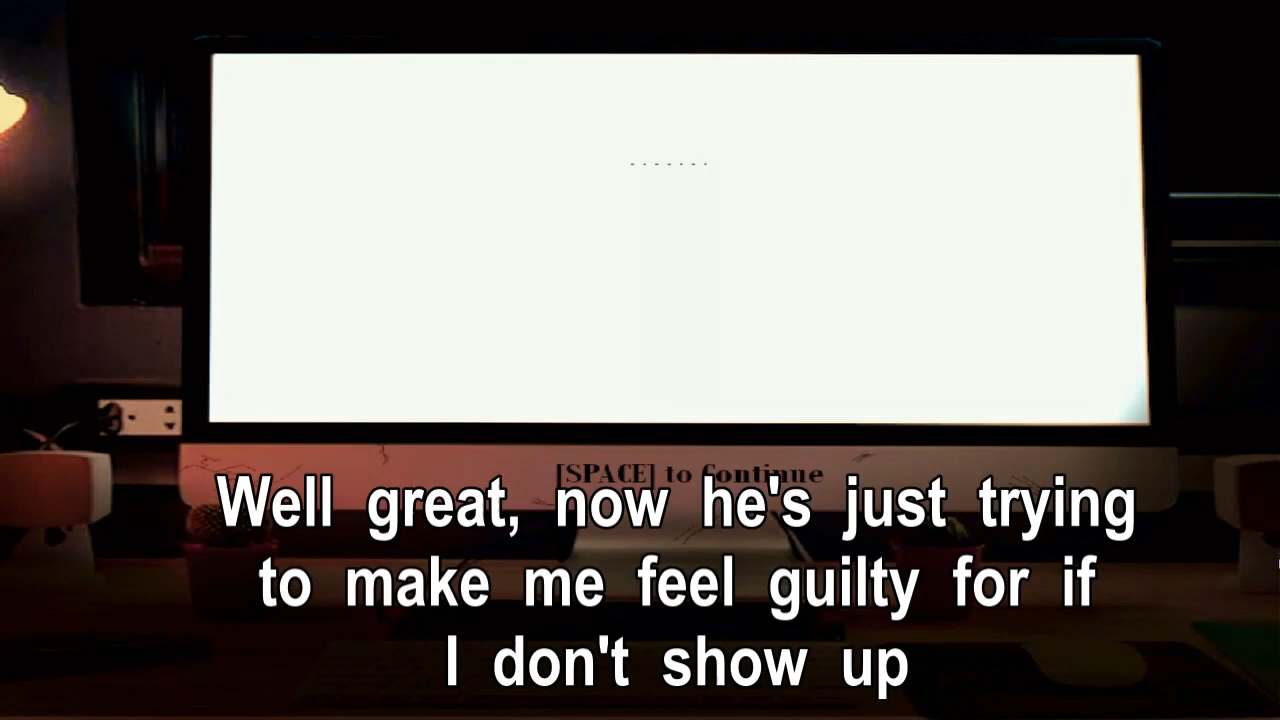 - - - - - - -
[SPACE] to Continue
Well great, now he's just trying
to make me feel guilty for if
I don't show up